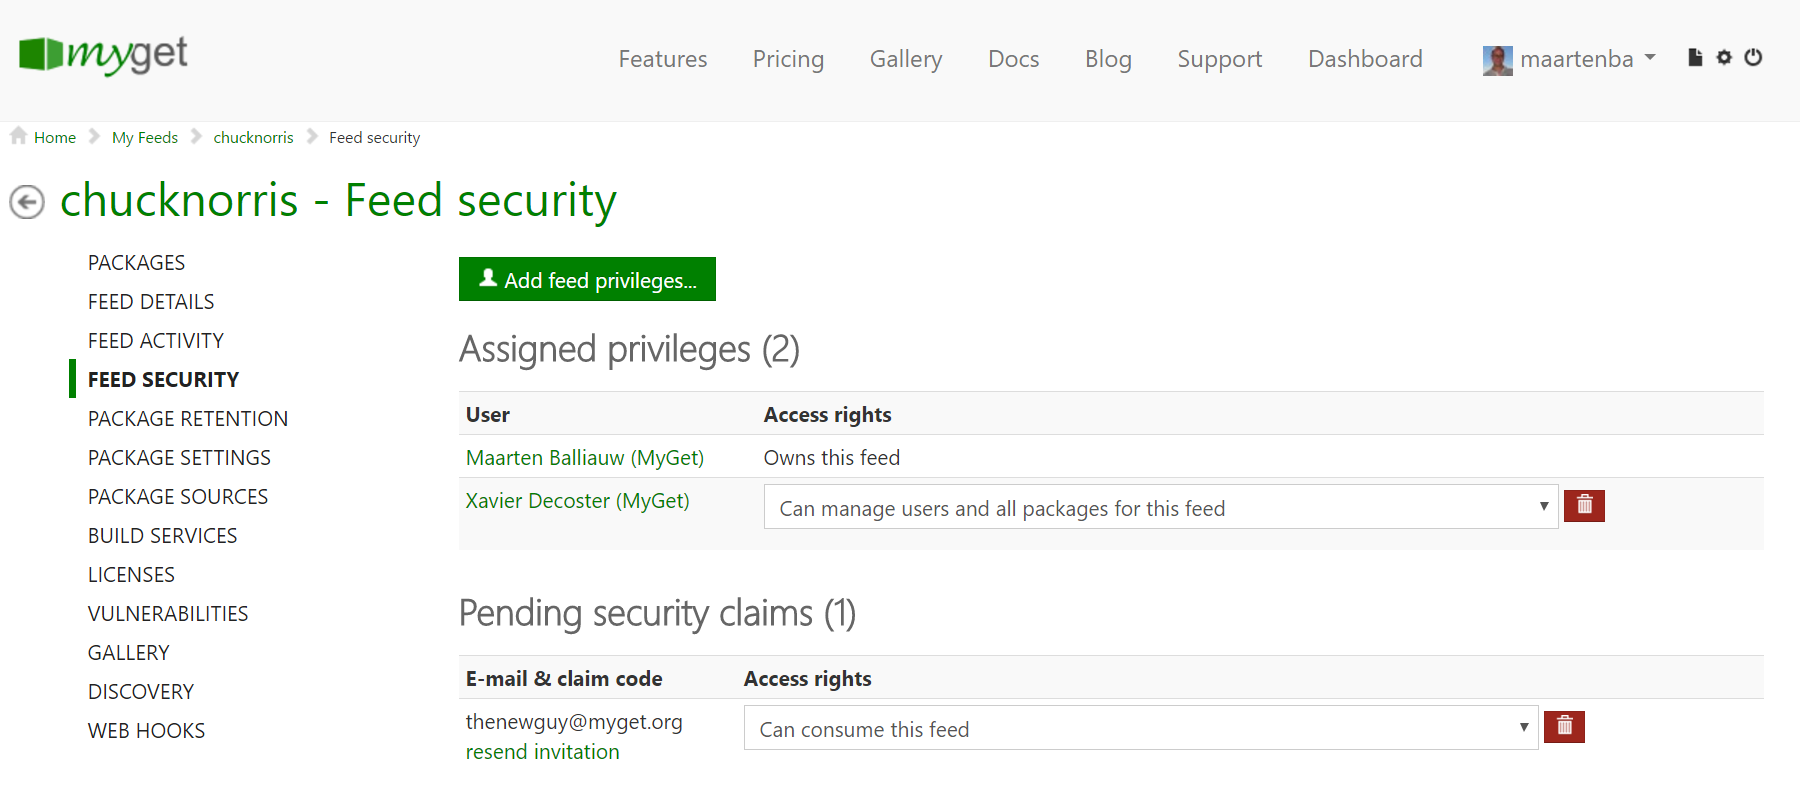 myget
Features Pricing Gallery Docs Blog Support Dashboard maartenba
Home My Feeds chucknorris Feed security
chucknorris - Feed security
PACKAGES
FEED DETAILS
FEED ACTIVITY
FEED SECURITY
PACKAGE RETENTION
PACKAGE SETTINGS
PACKAGE SOURCES
BUILD SERVICES
LICENSES
VULNERABILITIES
GALLERY
DISCOVERY
WEB HOOKS
Add feed privileges...
Assigned privileges (2)
User Access rights
Maarten Balliauw (MyGet) Owns this feed
Xavier Decoster (MyGet) Can manage users and all packages for this feed
Pending security claims (1)
E-mail & claim code Access rights
thenewguy@myget.org Can consume this feed
resend invitation